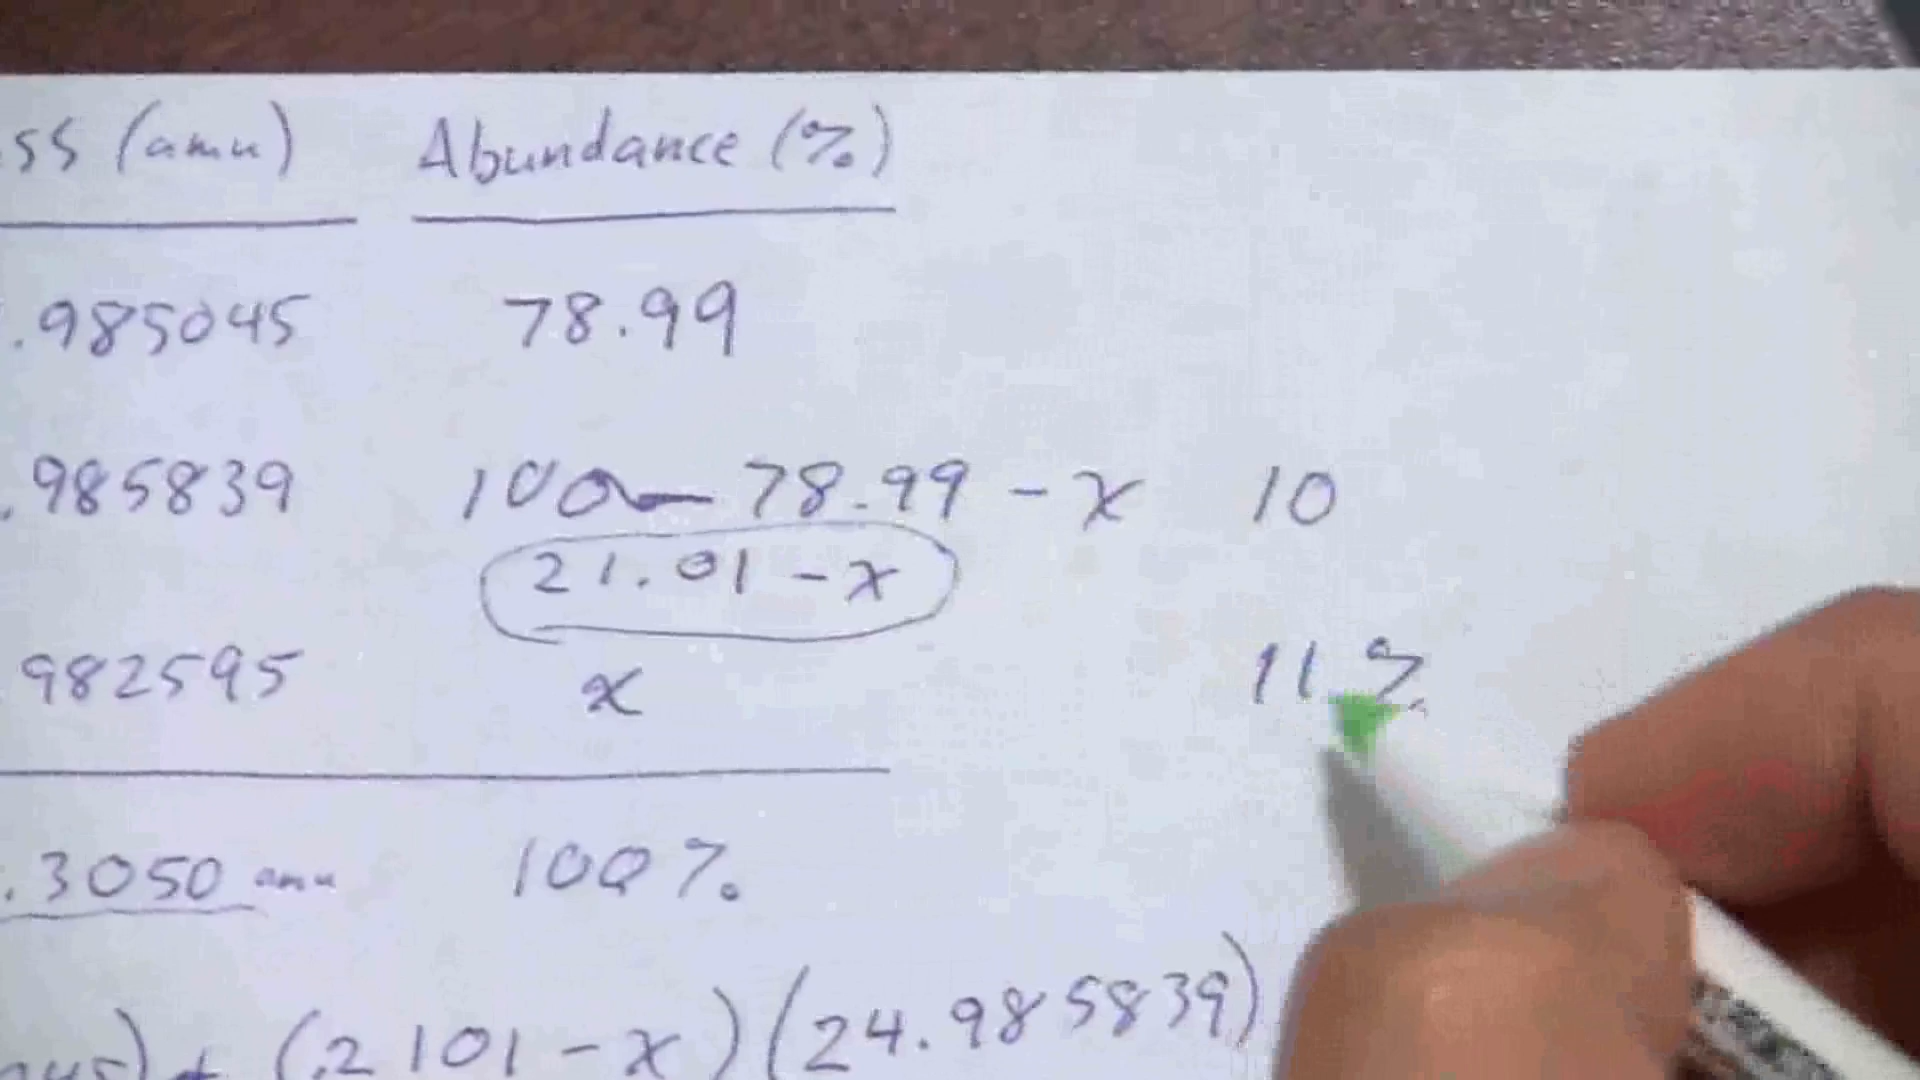 ss (amu) Abundance (%)
.985045 78.99
.985839 100 - 78.99 - x 10
21.01 - x
982595 x 11 %
.3050 amu 100%
045) + (.2101 - x)(24.985839)